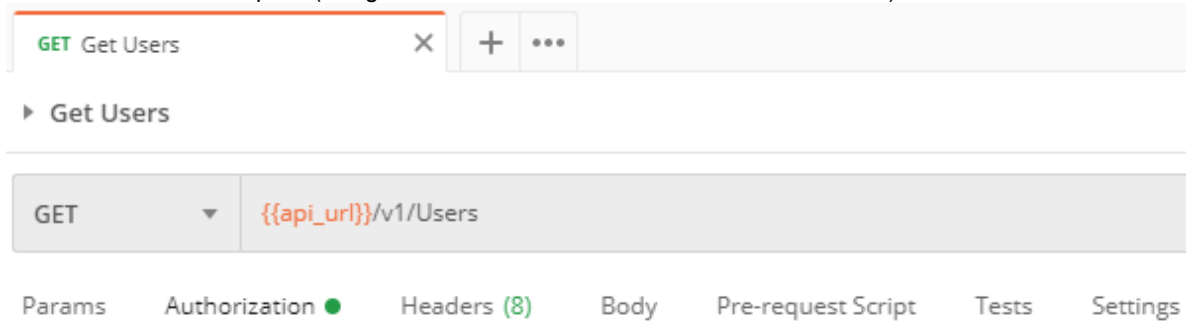 GET Get Users
Get Users
GET {{api_url}}/v1/Users
Params Authorization Headers (8) Body Pre-request Script Tests Settings